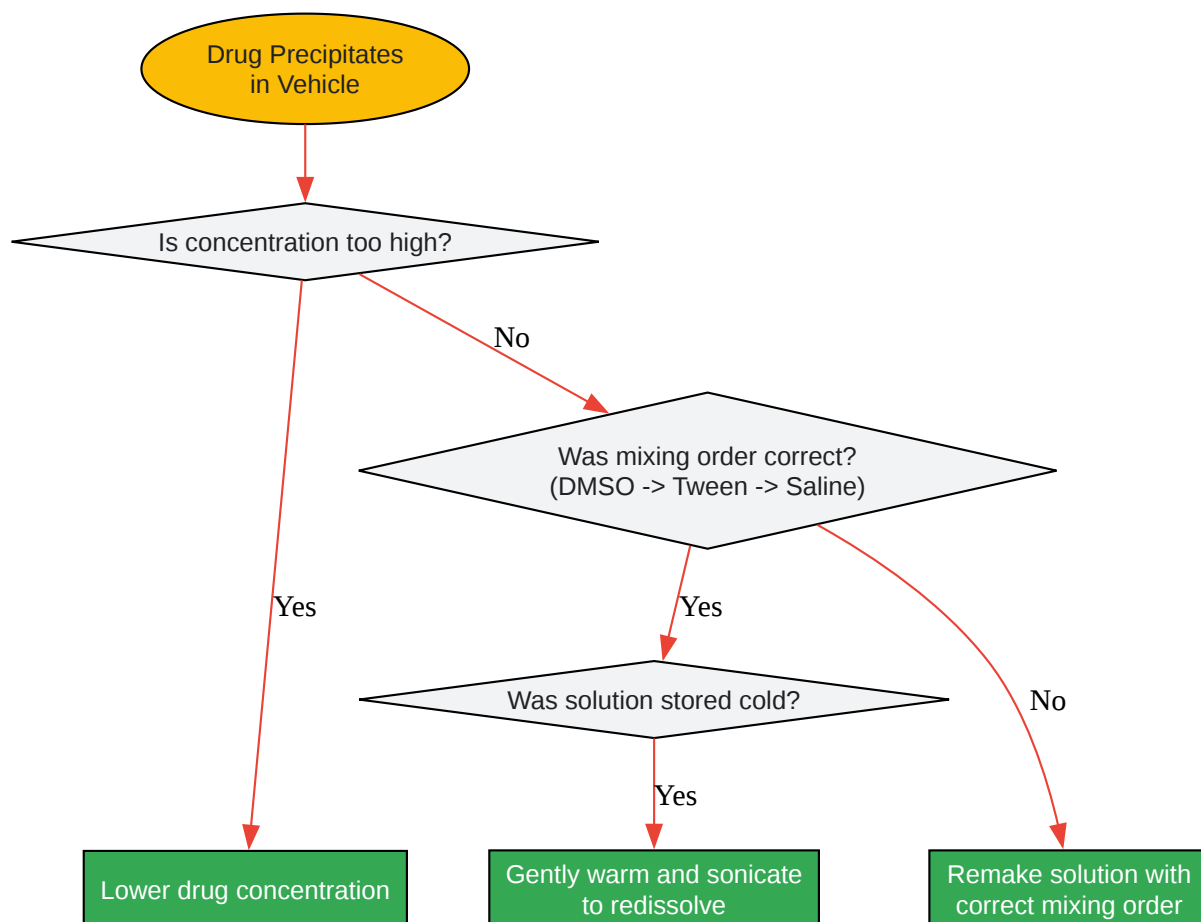 Drug Precipitates
in Vehicle
Is concentration too high?
No
Was mixing order correct?
(DMSO -> Tween -> Saline)
Yes
Yes
Was solution stored cold?
No
Yes
Lower drug concentration
Gently warm and sonicate
to redissolve
Remake solution with
correct mixing order